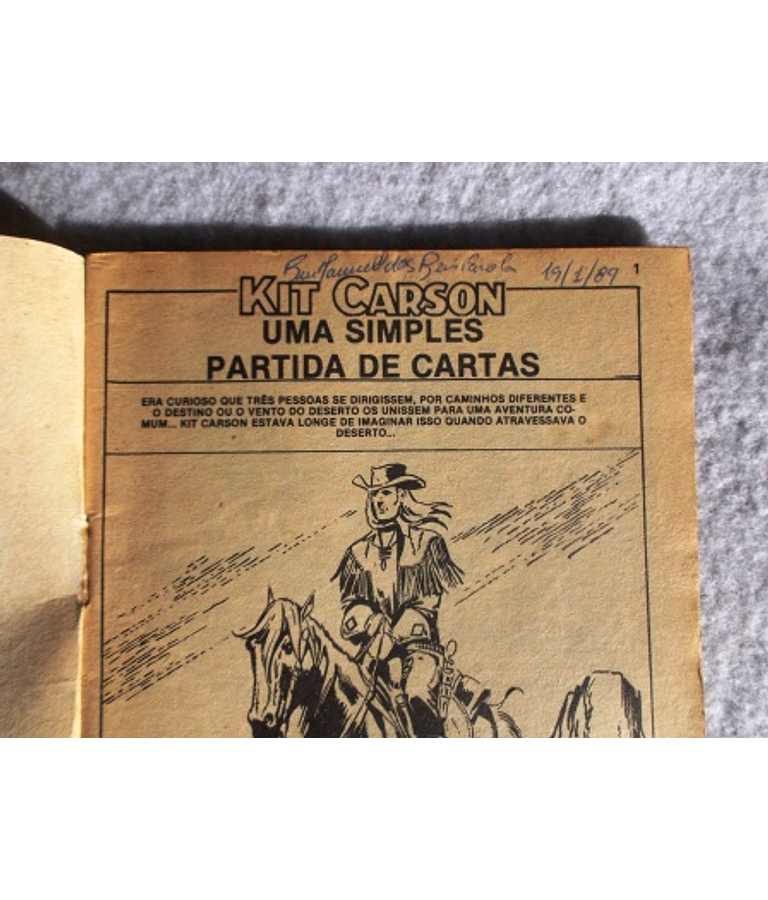 dos Reis 19/1/89
1
KIT CARSON
UMA SIMPLES
PARTIDA DE CARTAS
ERA CURIOSO QUE TRÊS PESSOAS SE DIRIGISSEM, POR CAMINHOS DIFERENTES E
O DESTINO OU O VENTO DO DESERTO OS UNISSEM PARA UMA AVENTURA CO-
MUM... KIT CARSON ESTAVA LONGE DE IMAGINAR ISSO QUANDO ATRAVESSAVA O
DESERTO...